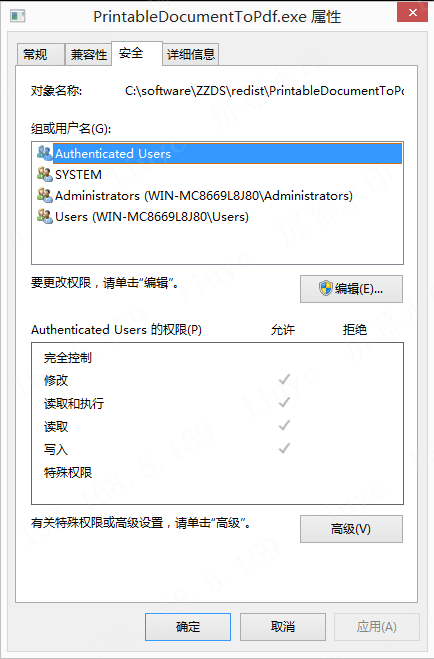 PrintableDocumentToPdf.exe 属性
常规 兼容性 安全 详细信息
对象名称: C:\software\ZZDS\redist\PrintableDocumentToPd
组或用户名(G):
Authenticated Users
SYSTEM
Administrators (WIN-MC8669L8J80\Administrators)
Users (WIN-MC8669L8J80\Users)
要更改权限，请单击"编辑"。 编辑(E)...
Authenticated Users 的权限(P) 允许 拒绝
完全控制
修改
读取和执行
读取
写入
特殊权限
有关特殊权限或高级设置，请单击"高级"。 高级(V)
确定 取消 应用(A)